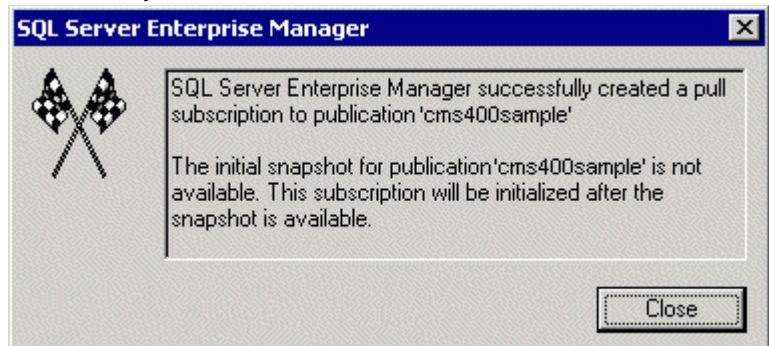 SQL Server Enterprise Manager
SQL Server Enterprise Manager successfully created a pull
subscription to publication 'cms400sample'
The initial snapshot for publication'cms400sample' is not
available. This subscription will be initialized after the
snapshot is available.
Close